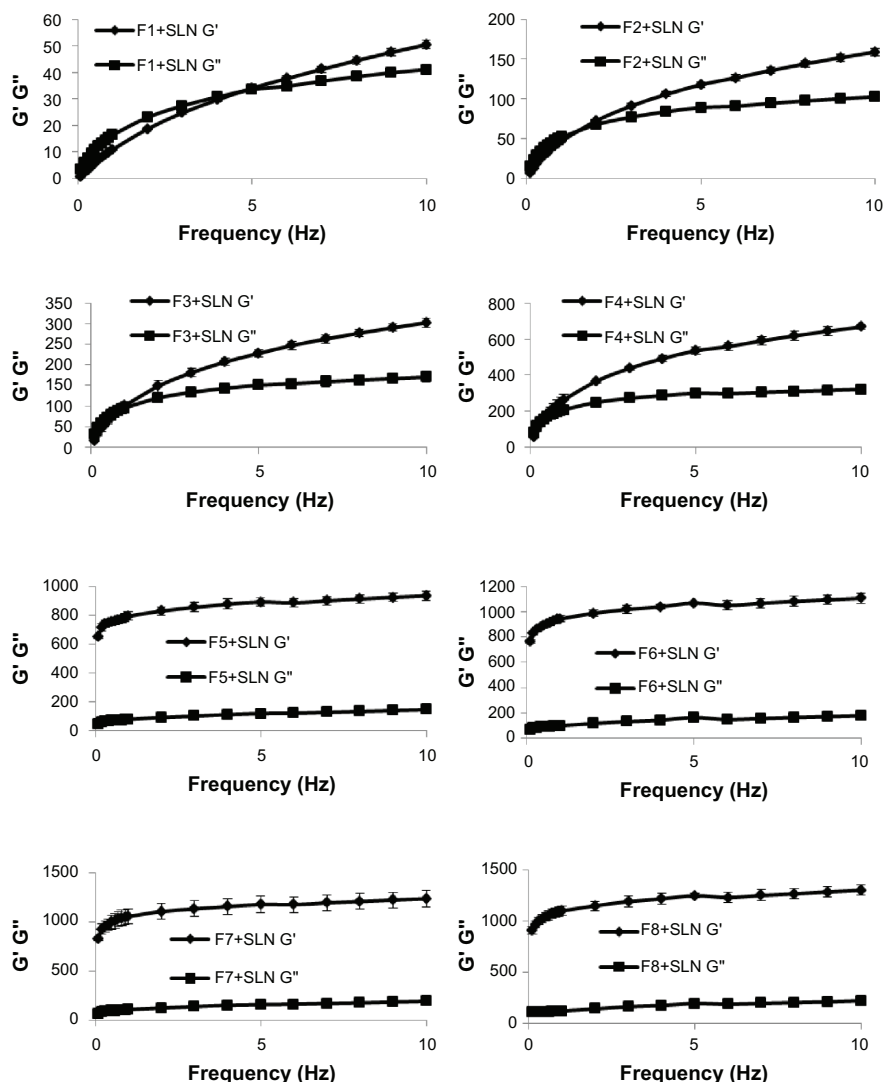 F1+SLN G'
F1+SLN G"
60
50
40
30
20
10
0
G' G"
0
5
10
Frequency (Hz)
F2+SLN G'
F2+SLN G"
200
150
100
50
0
G' G"
0
5
10
Frequency (Hz)
F3+SLN G'
F3+SLN G"
350
300
250
200
150
100
50
0
G' G"
0
5
10
Frequency (Hz)
F4+SLN G'
F4+SLN G"
800
600
400
200
0
G' G"
0
5
10
Frequency (Hz)
1000
800
600
400
200
0
G' G"
F5+SLN G'
F5+SLN G"
0
5
10
Frequency (Hz)
1200
1000
800
600
400
200
0
G' G"
F6+SLN G'
F6+SLN G"
0
5
10
Frequency (Hz)
1500
1000
500
0
G' G"
F7+SLN G'
F7+SLN G"
0
5
10
Frequency (Hz)
1500
1000
500
0
G' G"
F8+SLN G'
F8+SLN G"
0
5
10
Frequency (Hz)